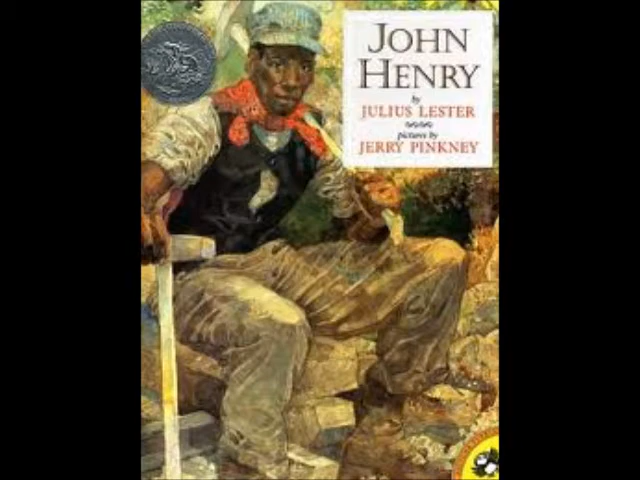 JOHN
HENRY
by
JULIUS LESTER
pictures by
JERRY PINKNEY